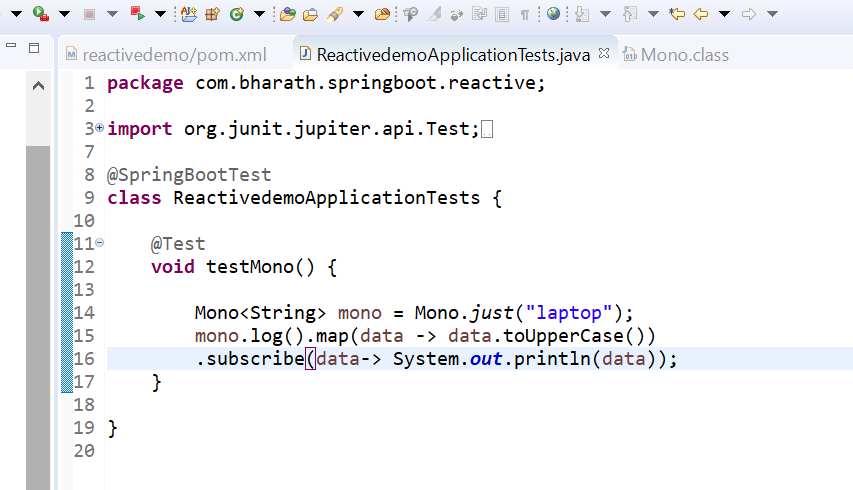 reactivedemo/pom.xml ReactivedemoApplicationTests.java Mono.class
1 package com.bharath.springboot.reactive;
2
3 import org.junit.jupiter.api.Test;
7
8 @SpringBootTest
9 class ReactivedemoApplicationTests {
10
11 @Test
12 void testMono() {
13
14 Mono<String> mono = Mono.just("laptop");
15 mono.log().map(data -> data.toUpperCase())
16 .subscribe(data-> System.out.println(data));
17 }
18
19 }
20